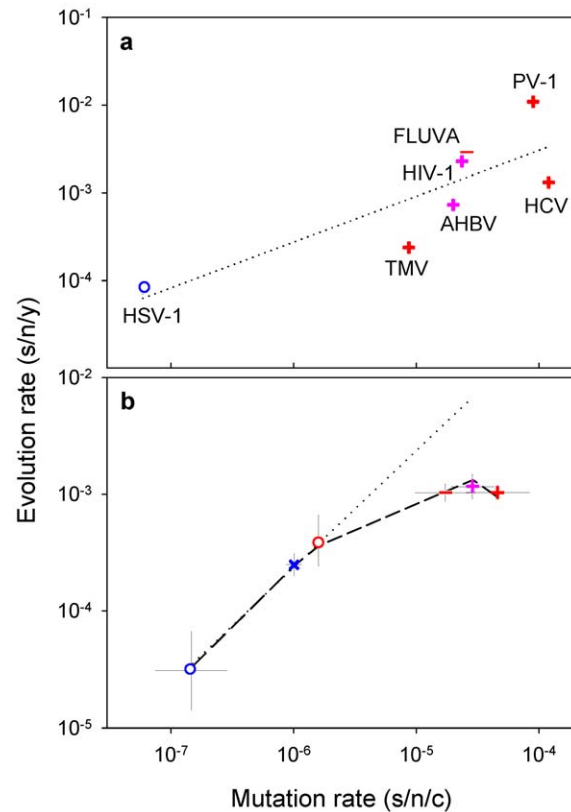 a
10⁻¹
10⁻²
10⁻³
10⁻⁴
PV-1
FLUVA
HIV-1
HCV
AHBV
TMV
HSV-1
Evolution rate (s/n/y)
b
10⁻²
10⁻³
10⁻⁴
10⁻⁵
10⁻⁷ 10⁻⁶ 10⁻⁵ 10⁻⁴
Mutation rate (s/n/c)